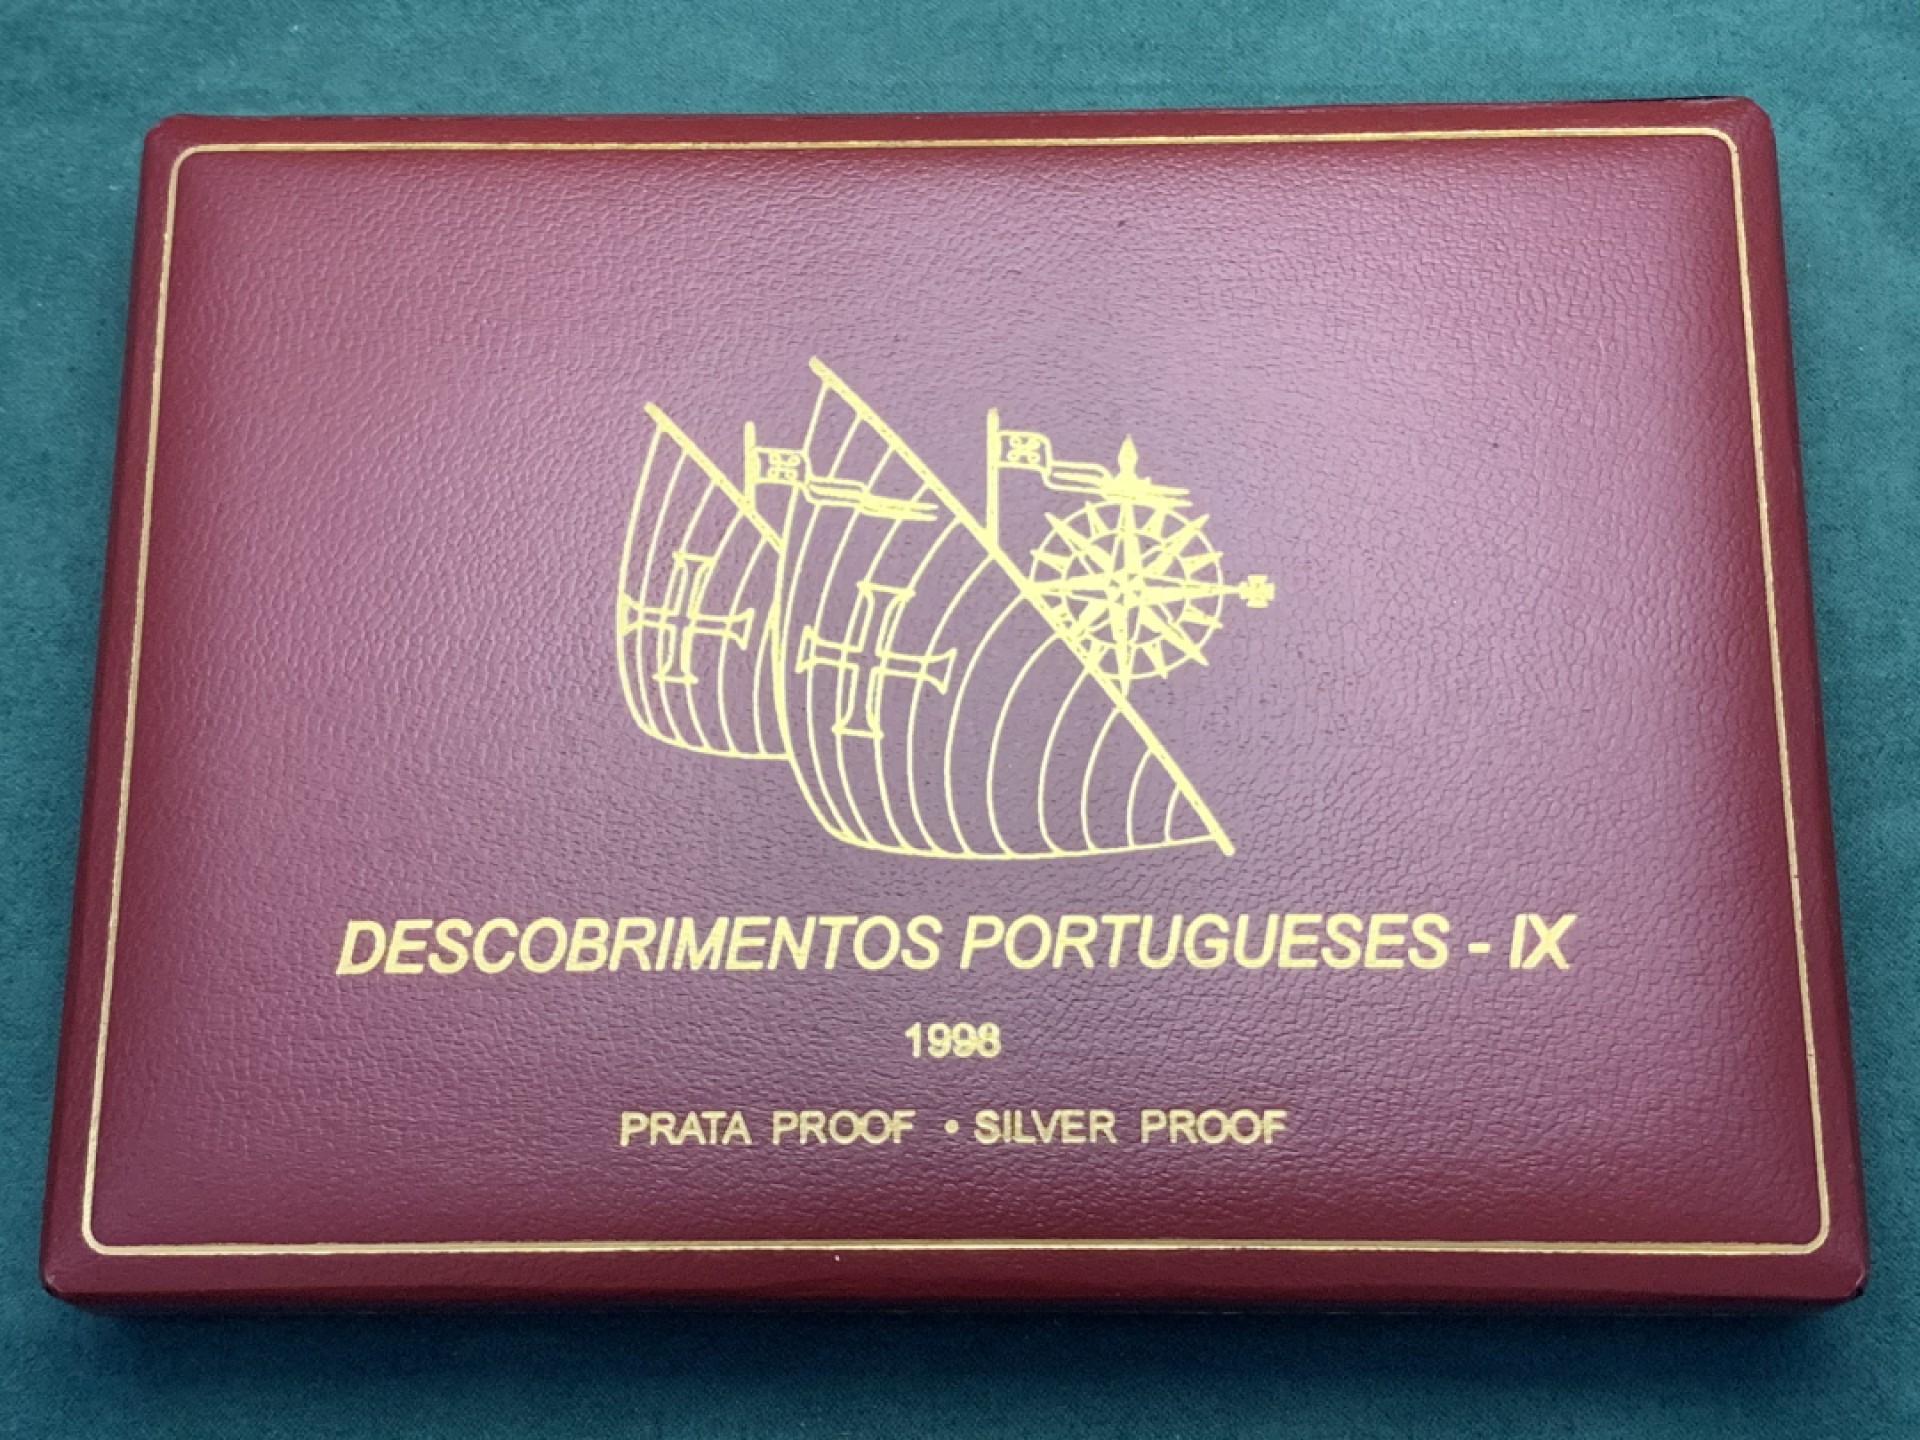 DESCOBRIMENTOS PORTUGUESES - IX
1998
PRATA PROOF • SILVER PROOF